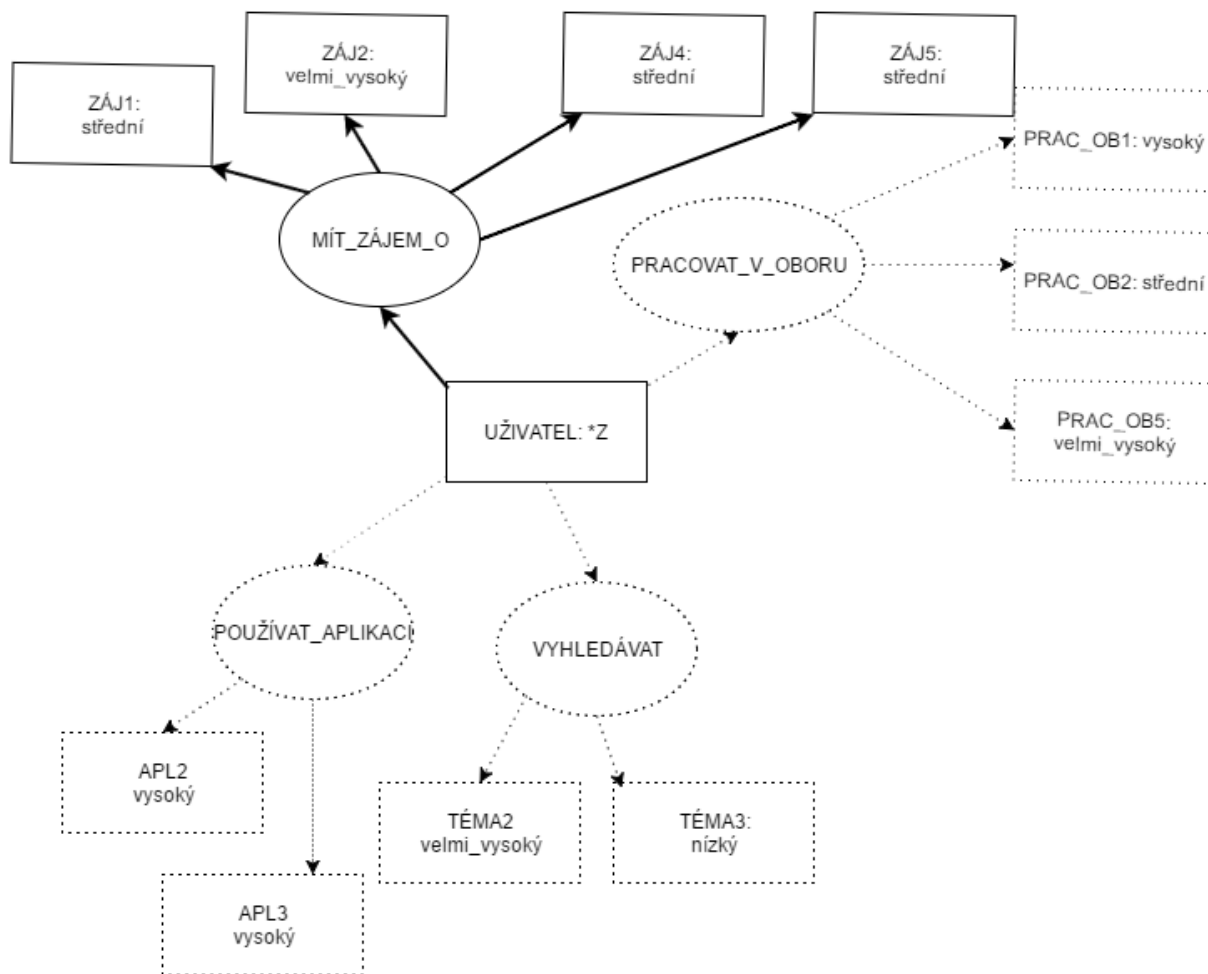 ZÁJ1:
střední
ZÁJ2:
velmi_vysoký
ZÁJ4:
střední
ZÁJ5:
střední
PRAC_OB1: vysoký
MÍT_ZÁJEM_O
PRACOVAT_V_OBORU
PRAC_OB2: střední
UŽIVATEL: *Z
PRAC_OB5:
velmi_vysoký
POUŽÍVAT_APLIKACI
VYHLEDÁVAT
APL2
vysoký
TÉMA2
velmi_vysoký
TÉMA3:
nízký
APL3
vysoký